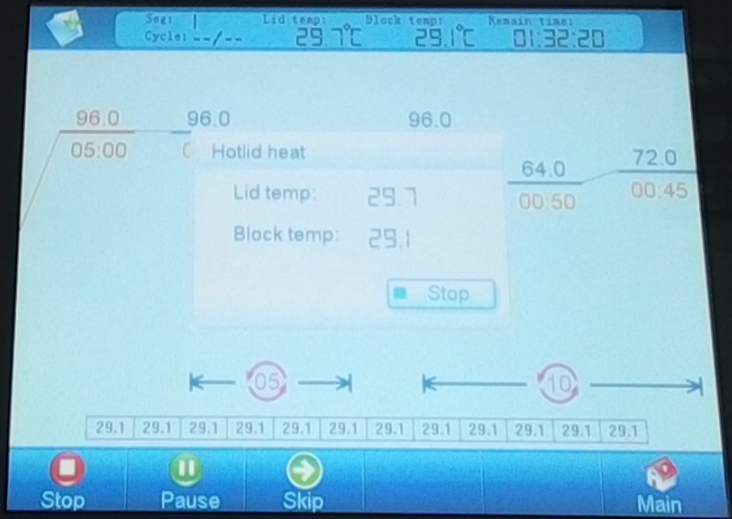 Seg: 1 Lid temp: Block temp: Remain time:
Cycle: --/-- 29.7℃ 29.1℃ 01:32:20
96.0 96.0 96.0
05:00
Hotlid heat
64.0 72.0
00:50 00:45
Lid temp: 29.7
Block temp: 29.1
Stop
05 10
29.1 29.1 29.1 29.1 29.1 29.1 29.1 29.1 29.1 29.1 29.1 29.1
Stop Pause Skip Main